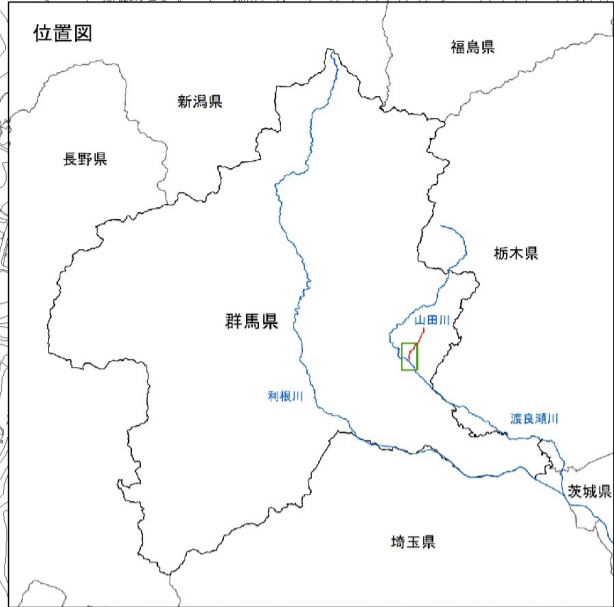 位置図
福島県
新潟県
長野県
栃木県
山田川
群馬県
利根川
渡良瀬川
茨城県
埼玉県